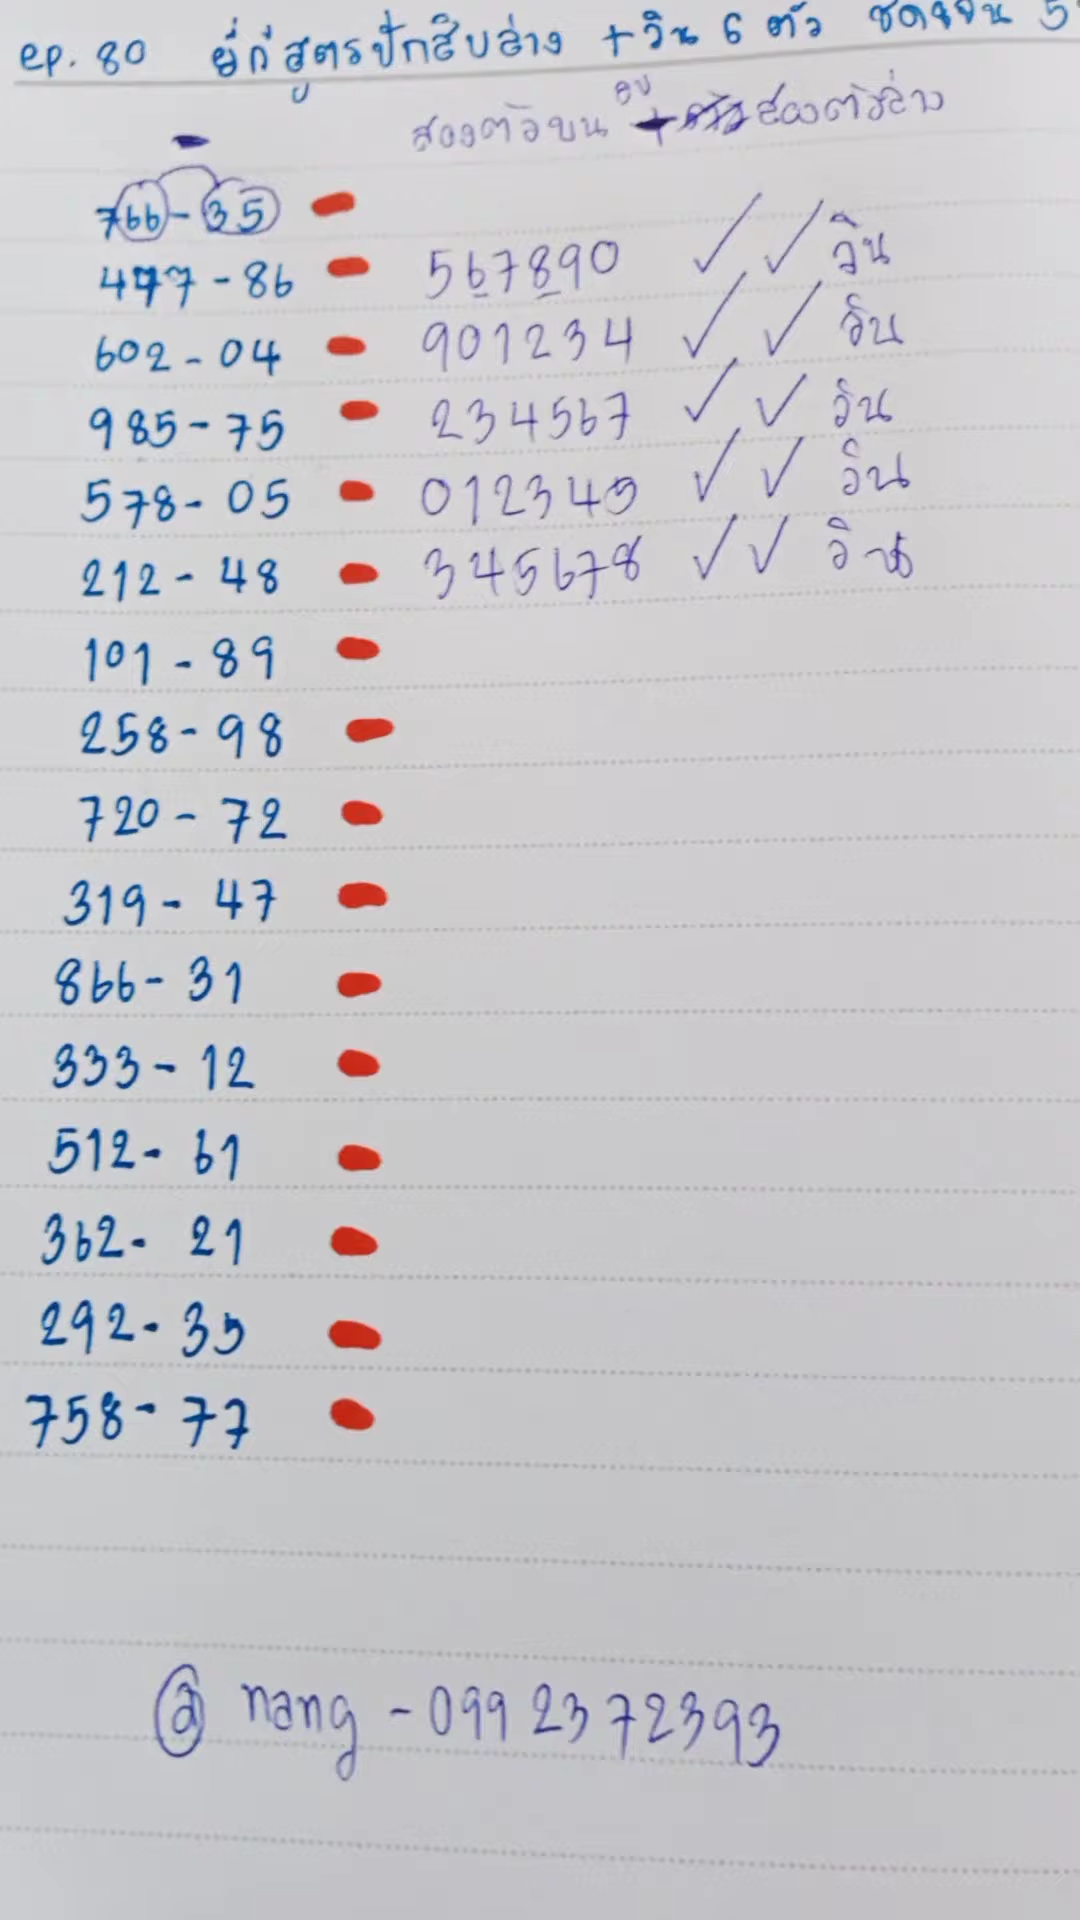 ep. 80 ยี่กี สูตรปักสิบล่าง + วิน 6 ตัว
สองตัวบน ลบ สองตัวล่าง
766-35
477-86 567890 ✓ ✓ วิน
602-04 901234 ✓ ✓ วิน
985-75 234567 ✓ ✓ วิน
578-05 012345 ✓ ✓ วิน
212-48 345678 ✓ ✓ วิน
101-89
258-98
720-72
319-47
866-31
333-12
512-61
362-21
292-35
758-77
@ nang - 0992372393